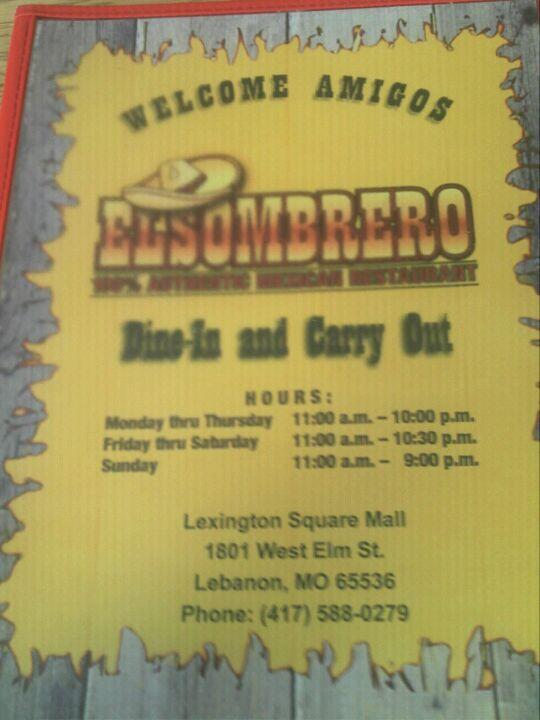 WELCOME AMIGOS
ELSOMBRERO
100% AUTHENTIC MEXICAN RESTAURANT
Dine-In and Carry Out
HOURS:
Monday thru Thursday 11:00 a.m. – 10:00 p.m.
Friday thru Saturday 11:00 a.m. – 10:30 p.m.
Sunday 11:00 a.m. – 9:00 p.m.
Lexington Square Mall
1801 West Elm St.
Lebanon, MO 65536
Phone: (417) 588-0279